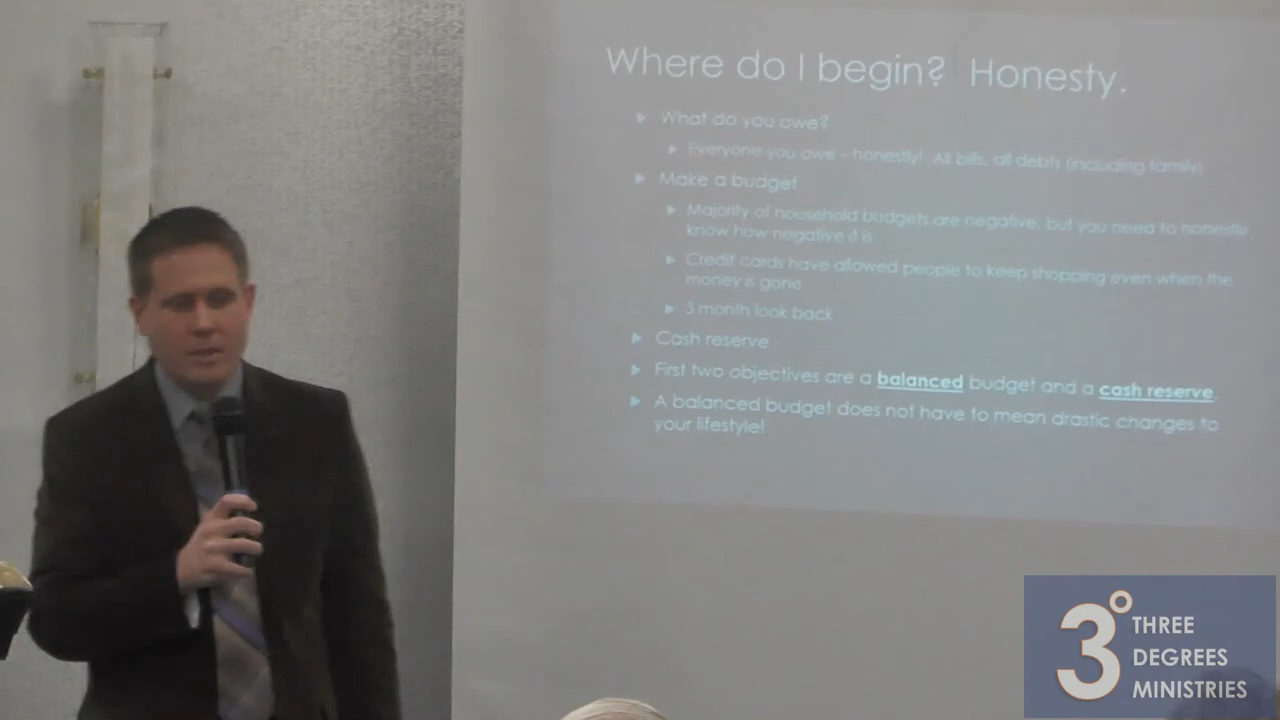 Where do I begin? Honesty.
What do you owe?
Everyone you owe – honestly! All bills, all debts (including family)
Make a budget
Majority of household budgets are negative, but you need to honestly
know how negative it is
Credit cards have allowed people to keep shopping even when the
money is gone
3 month look back
Cash reserve
First two objectives are a balanced budget and a cash reserve.
A balanced budget does not have to mean drastic changes to
your lifestyle!
3° THREE
DEGREES
MINISTRIES